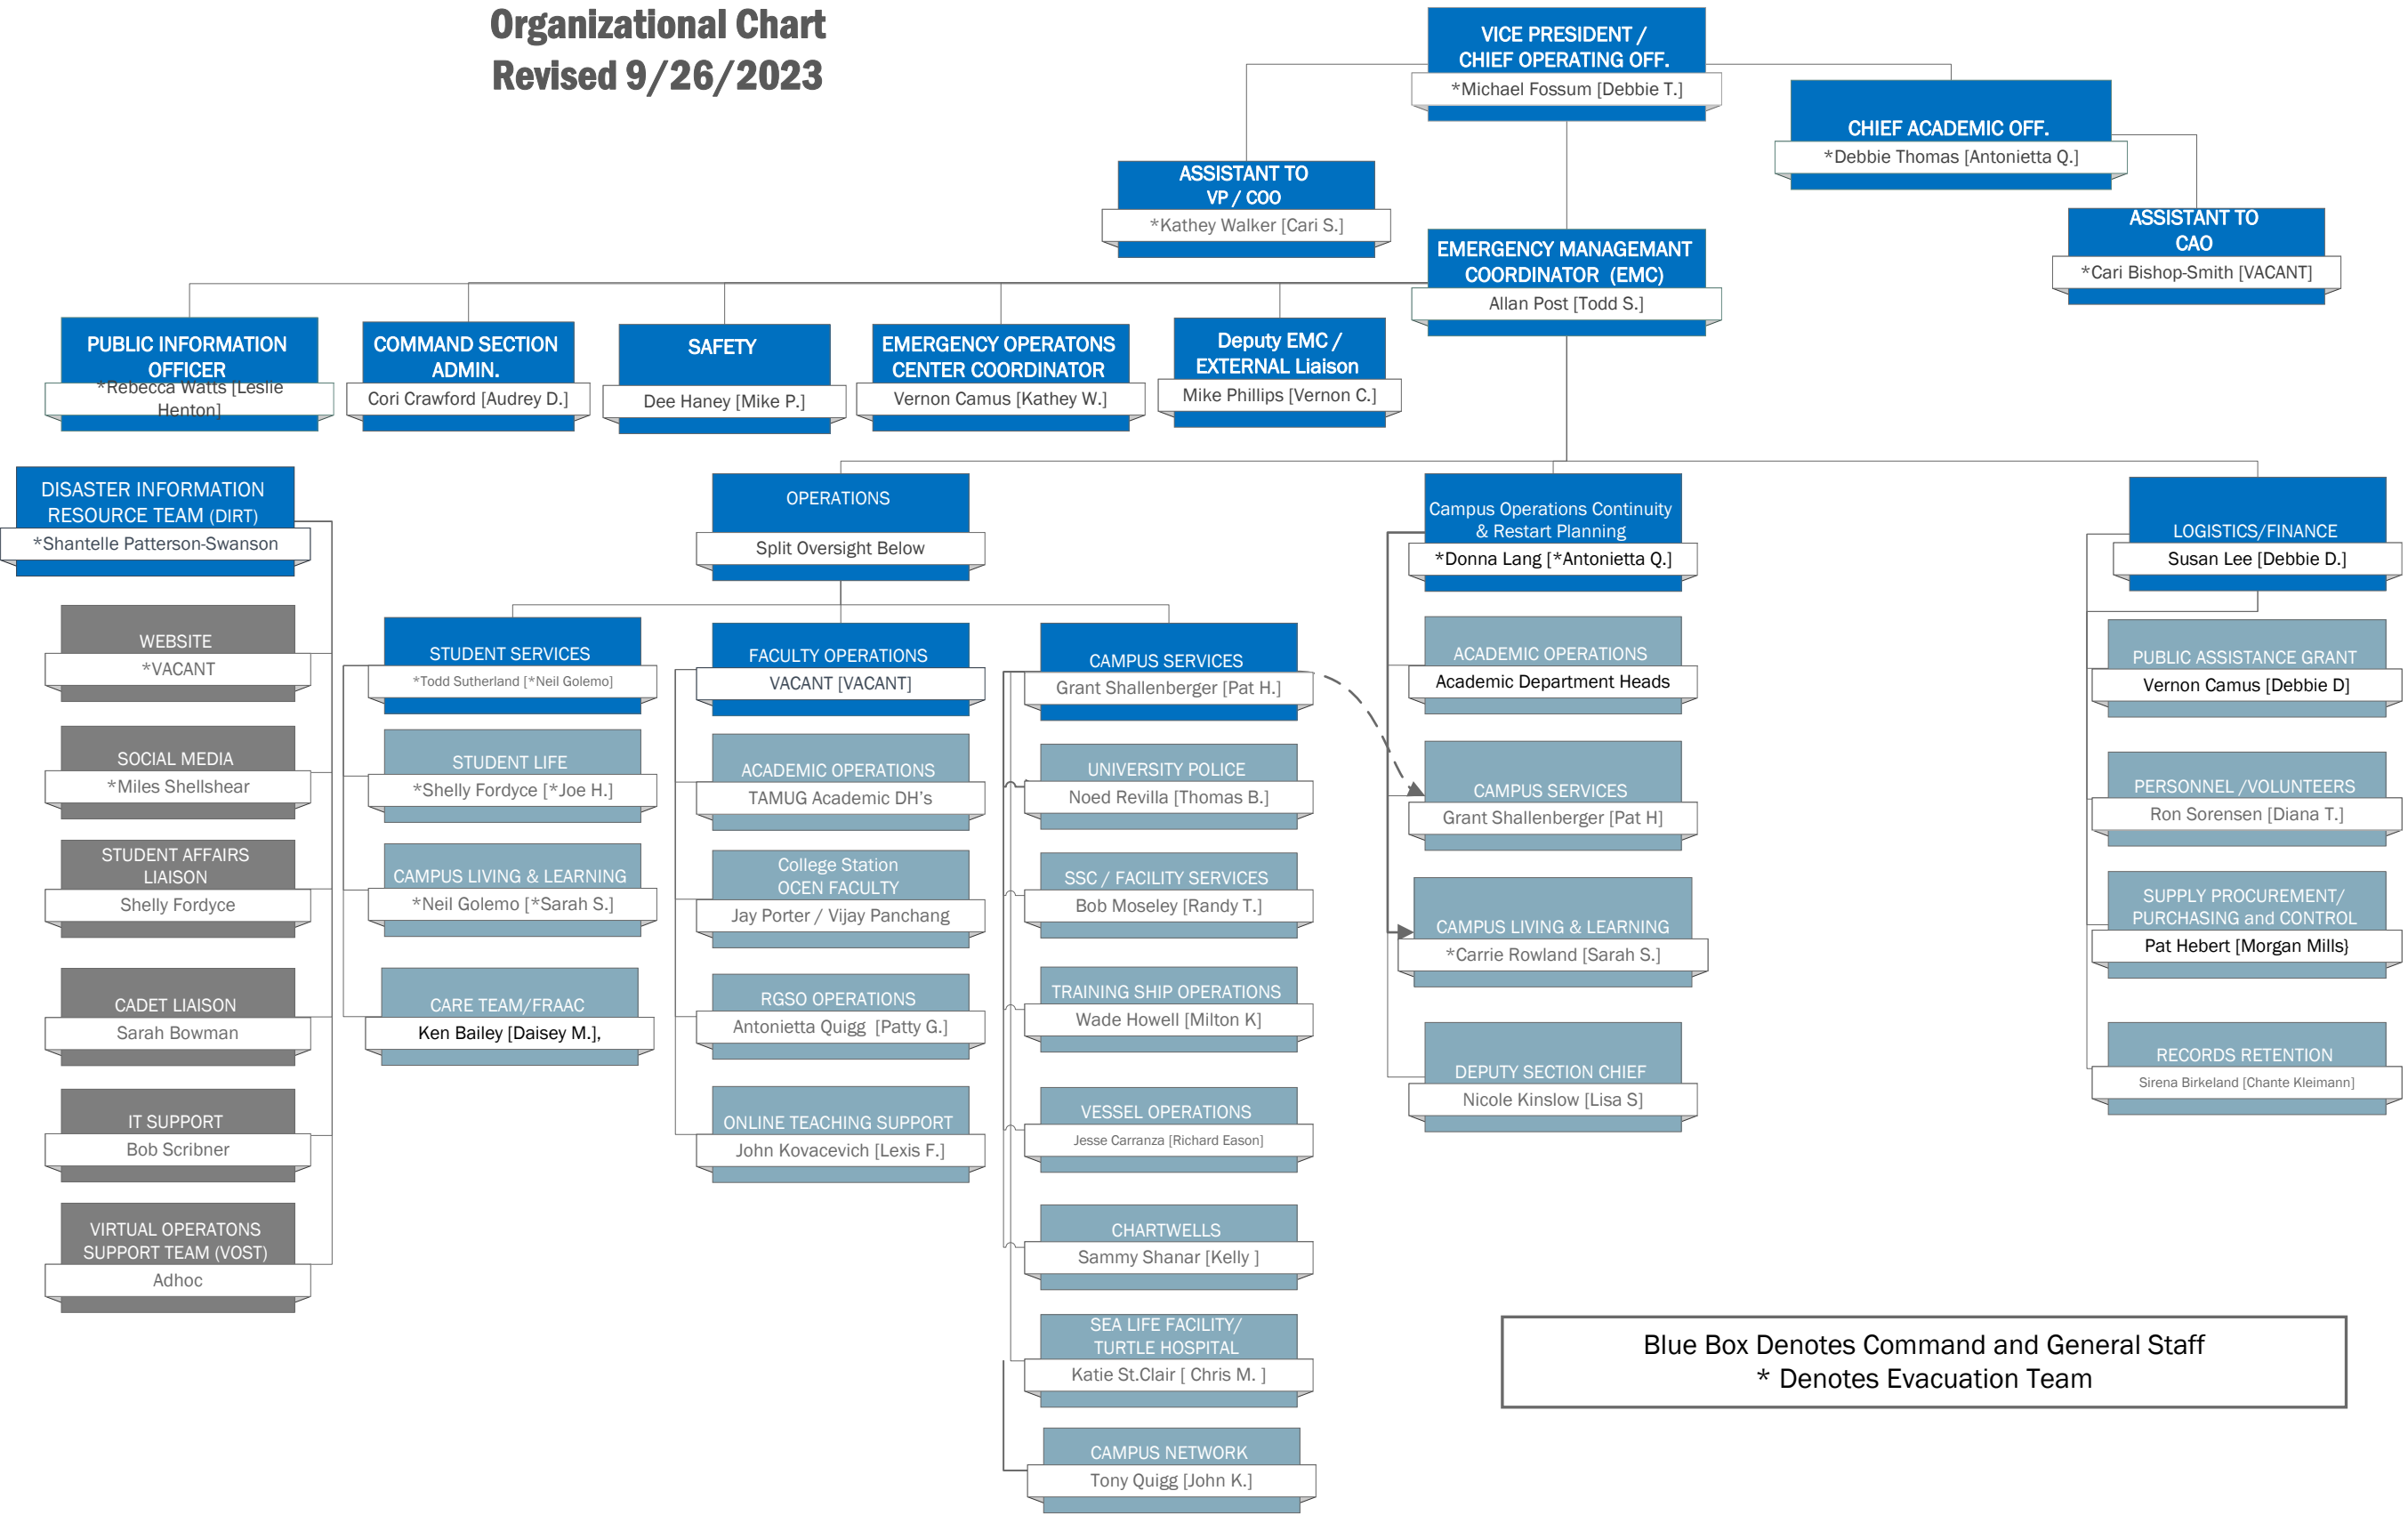 Organizational Chart
Revised 9/26/2023
VICE PRESIDENT /
CHIEF OPERATING OFF.
*Michael Fossum [Debbie T.]
CHIEF ACADEMIC OFF.
*Debbie Thomas [Antonietta Q.]
ASSISTANT TO
VP / COO
*Kathey Walker [Cari S.]
ASSISTANT TO
CAO
*Cari Bishop-Smith [VACANT]
EMERGENCY MANAGEMANT
COORDINATOR (EMC)
Allan Post [Todd S.]
PUBLIC INFORMATION
OFFICER
*Rebecca Watts [Leslie
Henton]
COMMAND SECTION
ADMIN.
Cori Crawford [Audrey D.]
SAFETY
Dee Haney [Mike P.]
EMERGENCY OPERATONS
CENTER COORDINATOR
Vernon Camus [Kathey W.]
Deputy EMC /
EXTERNAL Liaison
Mike Phillips [Vernon C.]
DISASTER INFORMATION
RESOURCE TEAM (DIRT)
*Shantelle Patterson-Swanson
WEBSITE
*VACANT
SOCIAL MEDIA
*Miles Shellshear
STUDENT AFFAIRS
LIAISON
Shelly Fordyce
CADET LIAISON
Sarah Bowman
IT SUPPORT
Bob Scribner
VIRTUAL OPERATONS
SUPPORT TEAM (VOST)
Adhoc
OPERATIONS
Split Oversight Below
STUDENT SERVICES
*Todd Sutherland [*Neil Golemo]
STUDENT LIFE
*Shelly Fordyce [*Joe H.]
CAMPUS LIVING & LEARNING
*Neil Golemo [*Sarah S.]
CARE TEAM/FRAAC
Ken Bailey [Daisey M.],
FACULTY OPERATIONS
VACANT [VACANT]
ACADEMIC OPERATIONS
TAMUG Academic DH's
College Station
OCEN FACULTY
Jay Porter / Vijay Panchang
RGSO OPERATIONS
Antonietta Quigg [Patty G.]
ONLINE TEACHING SUPPORT
John Kovacevich [Lexis F.]
CAMPUS SERVICES
Grant Shallenberger [Pat H.]
UNIVERSITY POLICE
Noed Revilla [Thomas B.]
SSC / FACILITY SERVICES
Bob Moseley [Randy T.]
TRAINING SHIP OPERATIONS
Wade Howell [Milton K]
VESSEL OPERATIONS
Jesse Carranza [Richard Eason]
CHARTWELLS
Sammy Shanar [Kelly ]
SEA LIFE FACILITY/
TURTLE HOSPITAL
Katie St.Clair [ Chris M. ]
CAMPUS NETWORK
Tony Quigg [John K.]
Campus Operations Continuity
& Restart Planning
*Donna Lang [*Antonietta Q.]
ACADEMIC OPERATIONS
Academic Department Heads
CAMPUS SERVICES
Grant Shallenberger [Pat H]
CAMPUS LIVING & LEARNING
*Carrie Rowland [Sarah S.]
DEPUTY SECTION CHIEF
Nicole Kinslow [Lisa S]
LOGISTICS/FINANCE
Susan Lee [Debbie D.]
PUBLIC ASSISTANCE GRANT
Vernon Camus [Debbie D]
PERSONNEL /VOLUNTEERS
Ron Sorensen [Diana T.]
SUPPLY PROCUREMENT/
PURCHASING and CONTROL
Pat Hebert [Morgan Mills}
RECORDS RETENTION
Sirena Birkeland [Chante Kleimann]
Blue Box Denotes Command and General Staff
* Denotes Evacuation Team